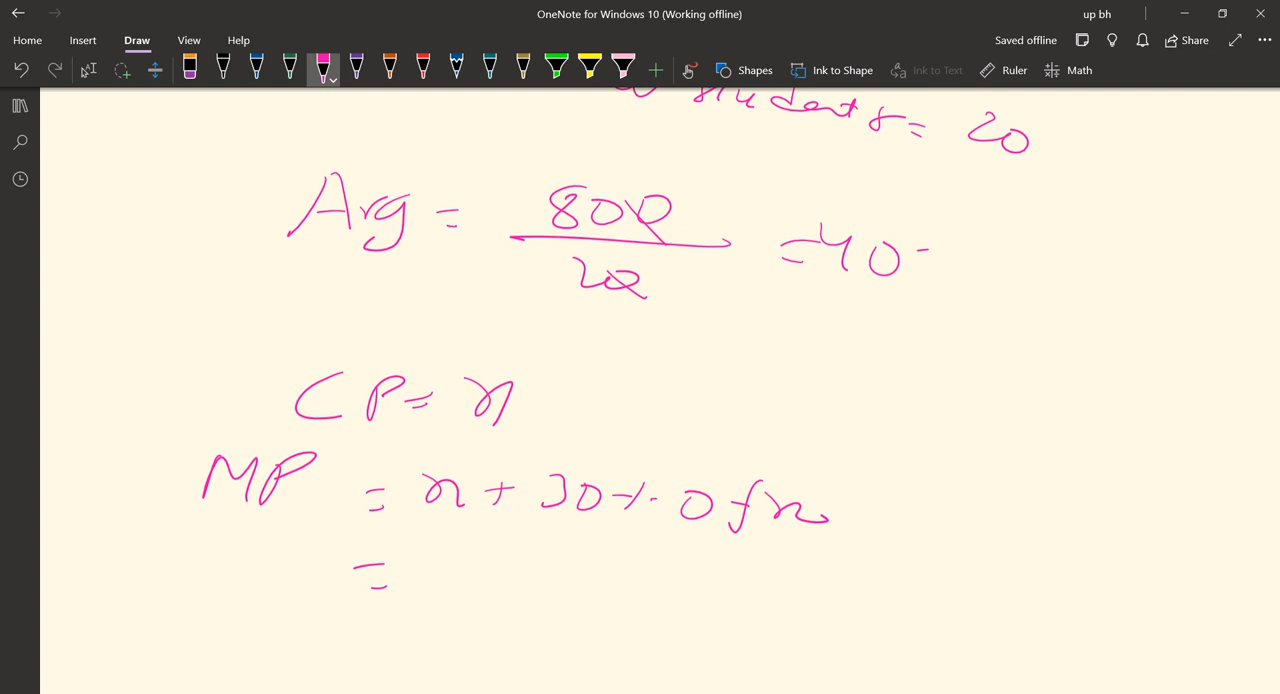 OneNote for Windows 10 (Working offline)
up bh
Home Insert Draw View Help
Saved offline Share
Shapes Ink to Shape Ink to Text Ruler Math
students = 20
Avg = 800 / 20 = 40
CP = x
MP = x + 30% of x
=